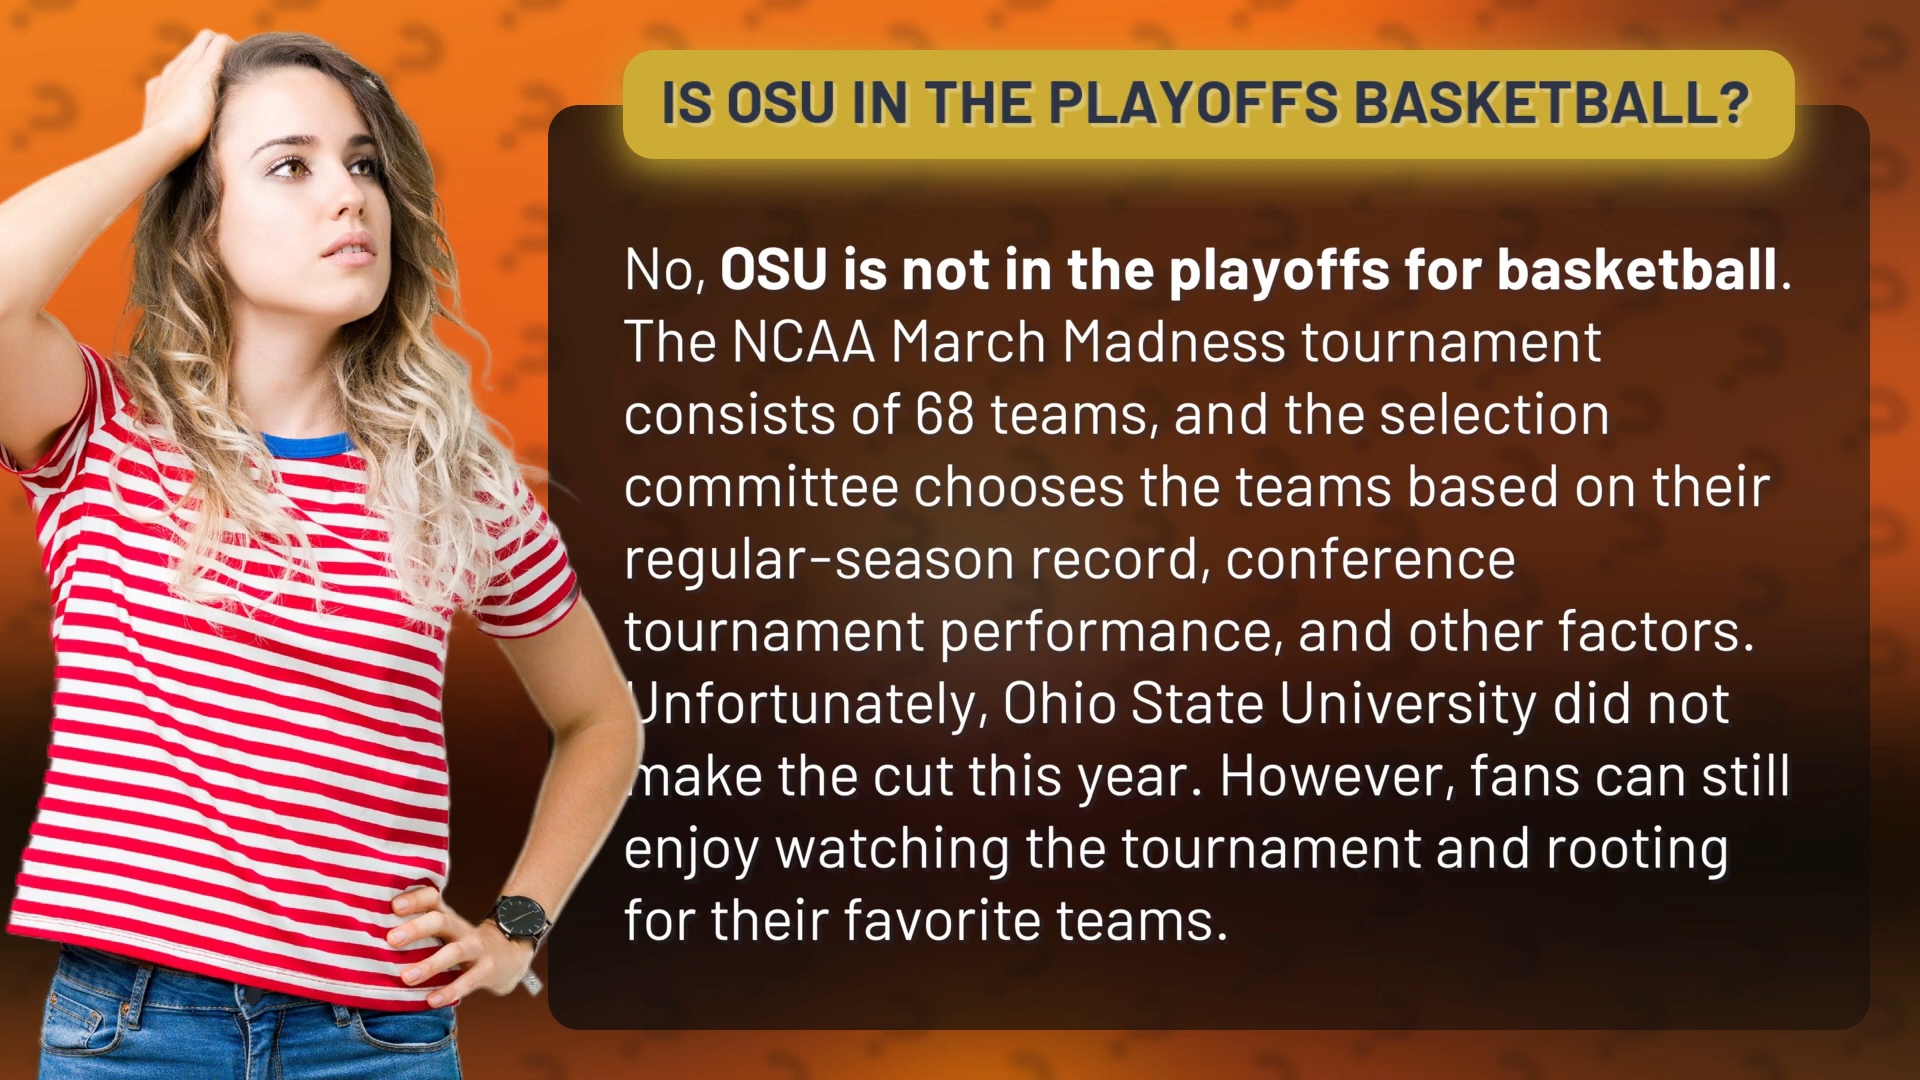 IS OSU IN THE PLAYOFFS BASKETBALL?
No, OSU is not in the playoffs for basketball.
The NCAA March Madness tournament
consists of 68 teams, and the selection
committee chooses the teams based on their
regular-season record, conference
tournament performance, and other factors.
Unfortunately, Ohio State University did not
make the cut this year. However, fans can still
enjoy watching the tournament and rooting
for their favorite teams.